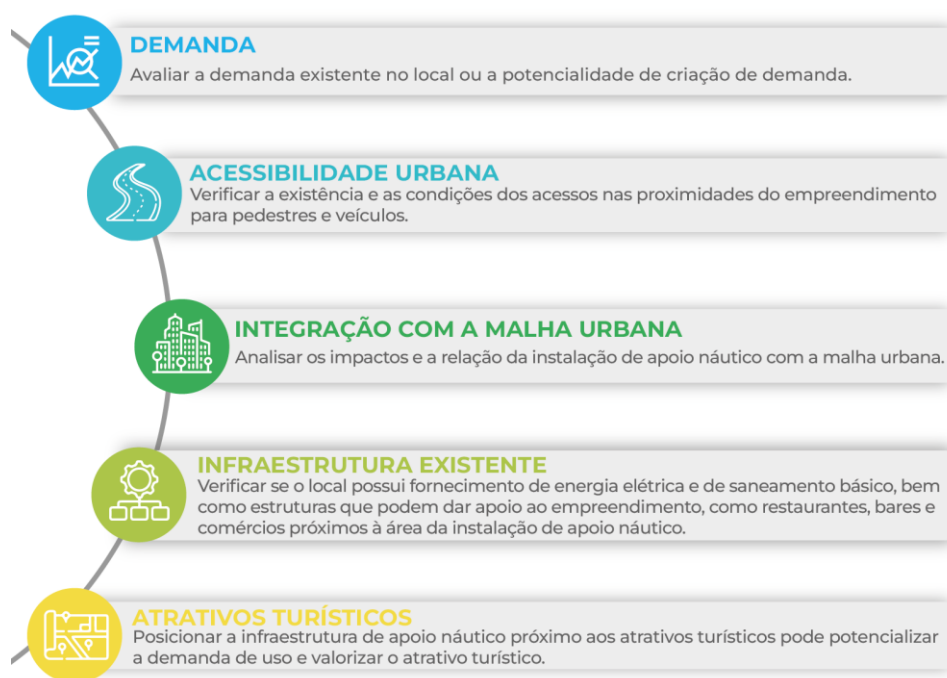 DEMANDA
Avaliar a demanda existente no local ou a potencialidade de criação de demanda.
ACESSIBILIDADE URBANA
Verificar a existência e as condições dos acessos nas proximidades do empreendimento
para pedestres e veículos.
INTEGRAÇÃO COM A MALHA URBANA
Analisar os impactos e a relação da instalação de apoio náutico com a malha urbana.
INFRAESTRUTURA EXISTENTE
Verificar se o local possui fornecimento de energia elétrica e de saneamento básico, bem
como estruturas que podem dar apoio ao empreendimento, como restaurantes, bares e
comércios próximos à área da instalação de apoio náutico.
ATRATIVOS TURÍSTICOS
Posicionar a infraestrutura de apoio náutico próximo aos atrativos turísticos pode potencializar
a demanda de uso e valorizar o atrativo turístico.